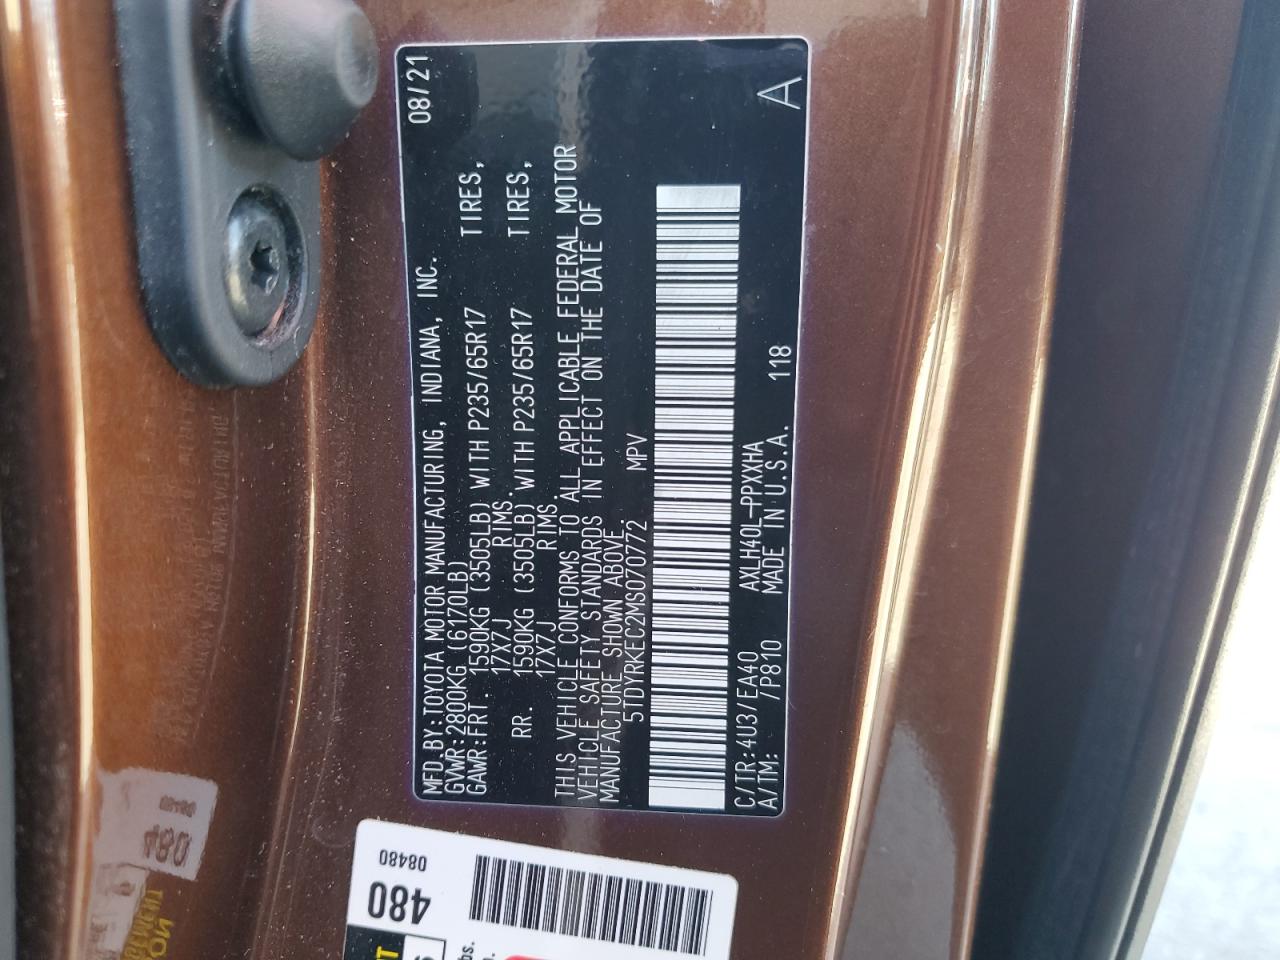 MFD.BY:TOYOTA MOTOR MANUFACTURING, INDIANA, INC. 08/21
GVWR:2800KG (6170LB)
GAWR:FRT. 1590KG (3505LB) WITH P235/65R17 TIRES,
17X7J RIMS.
RR. 1590KG (3505LB) WITH P235/65R17 TIRES,
17X7J RIMS.
THIS VEHICLE CONFORMS TO ALL APPLICABLE FEDERAL MOTOR
VEHICLE SAFETY STANDARDS IN EFFECT ON THE DATE OF
MANUFACTURE SHOWN ABOVE.
5TDYRKEC2MS070772 MPV
C/TR:4U3/EA40 AXLH40L-PPXXHA
A/TM: /P810 MADE IN U.S.A. 118 A
08480
480